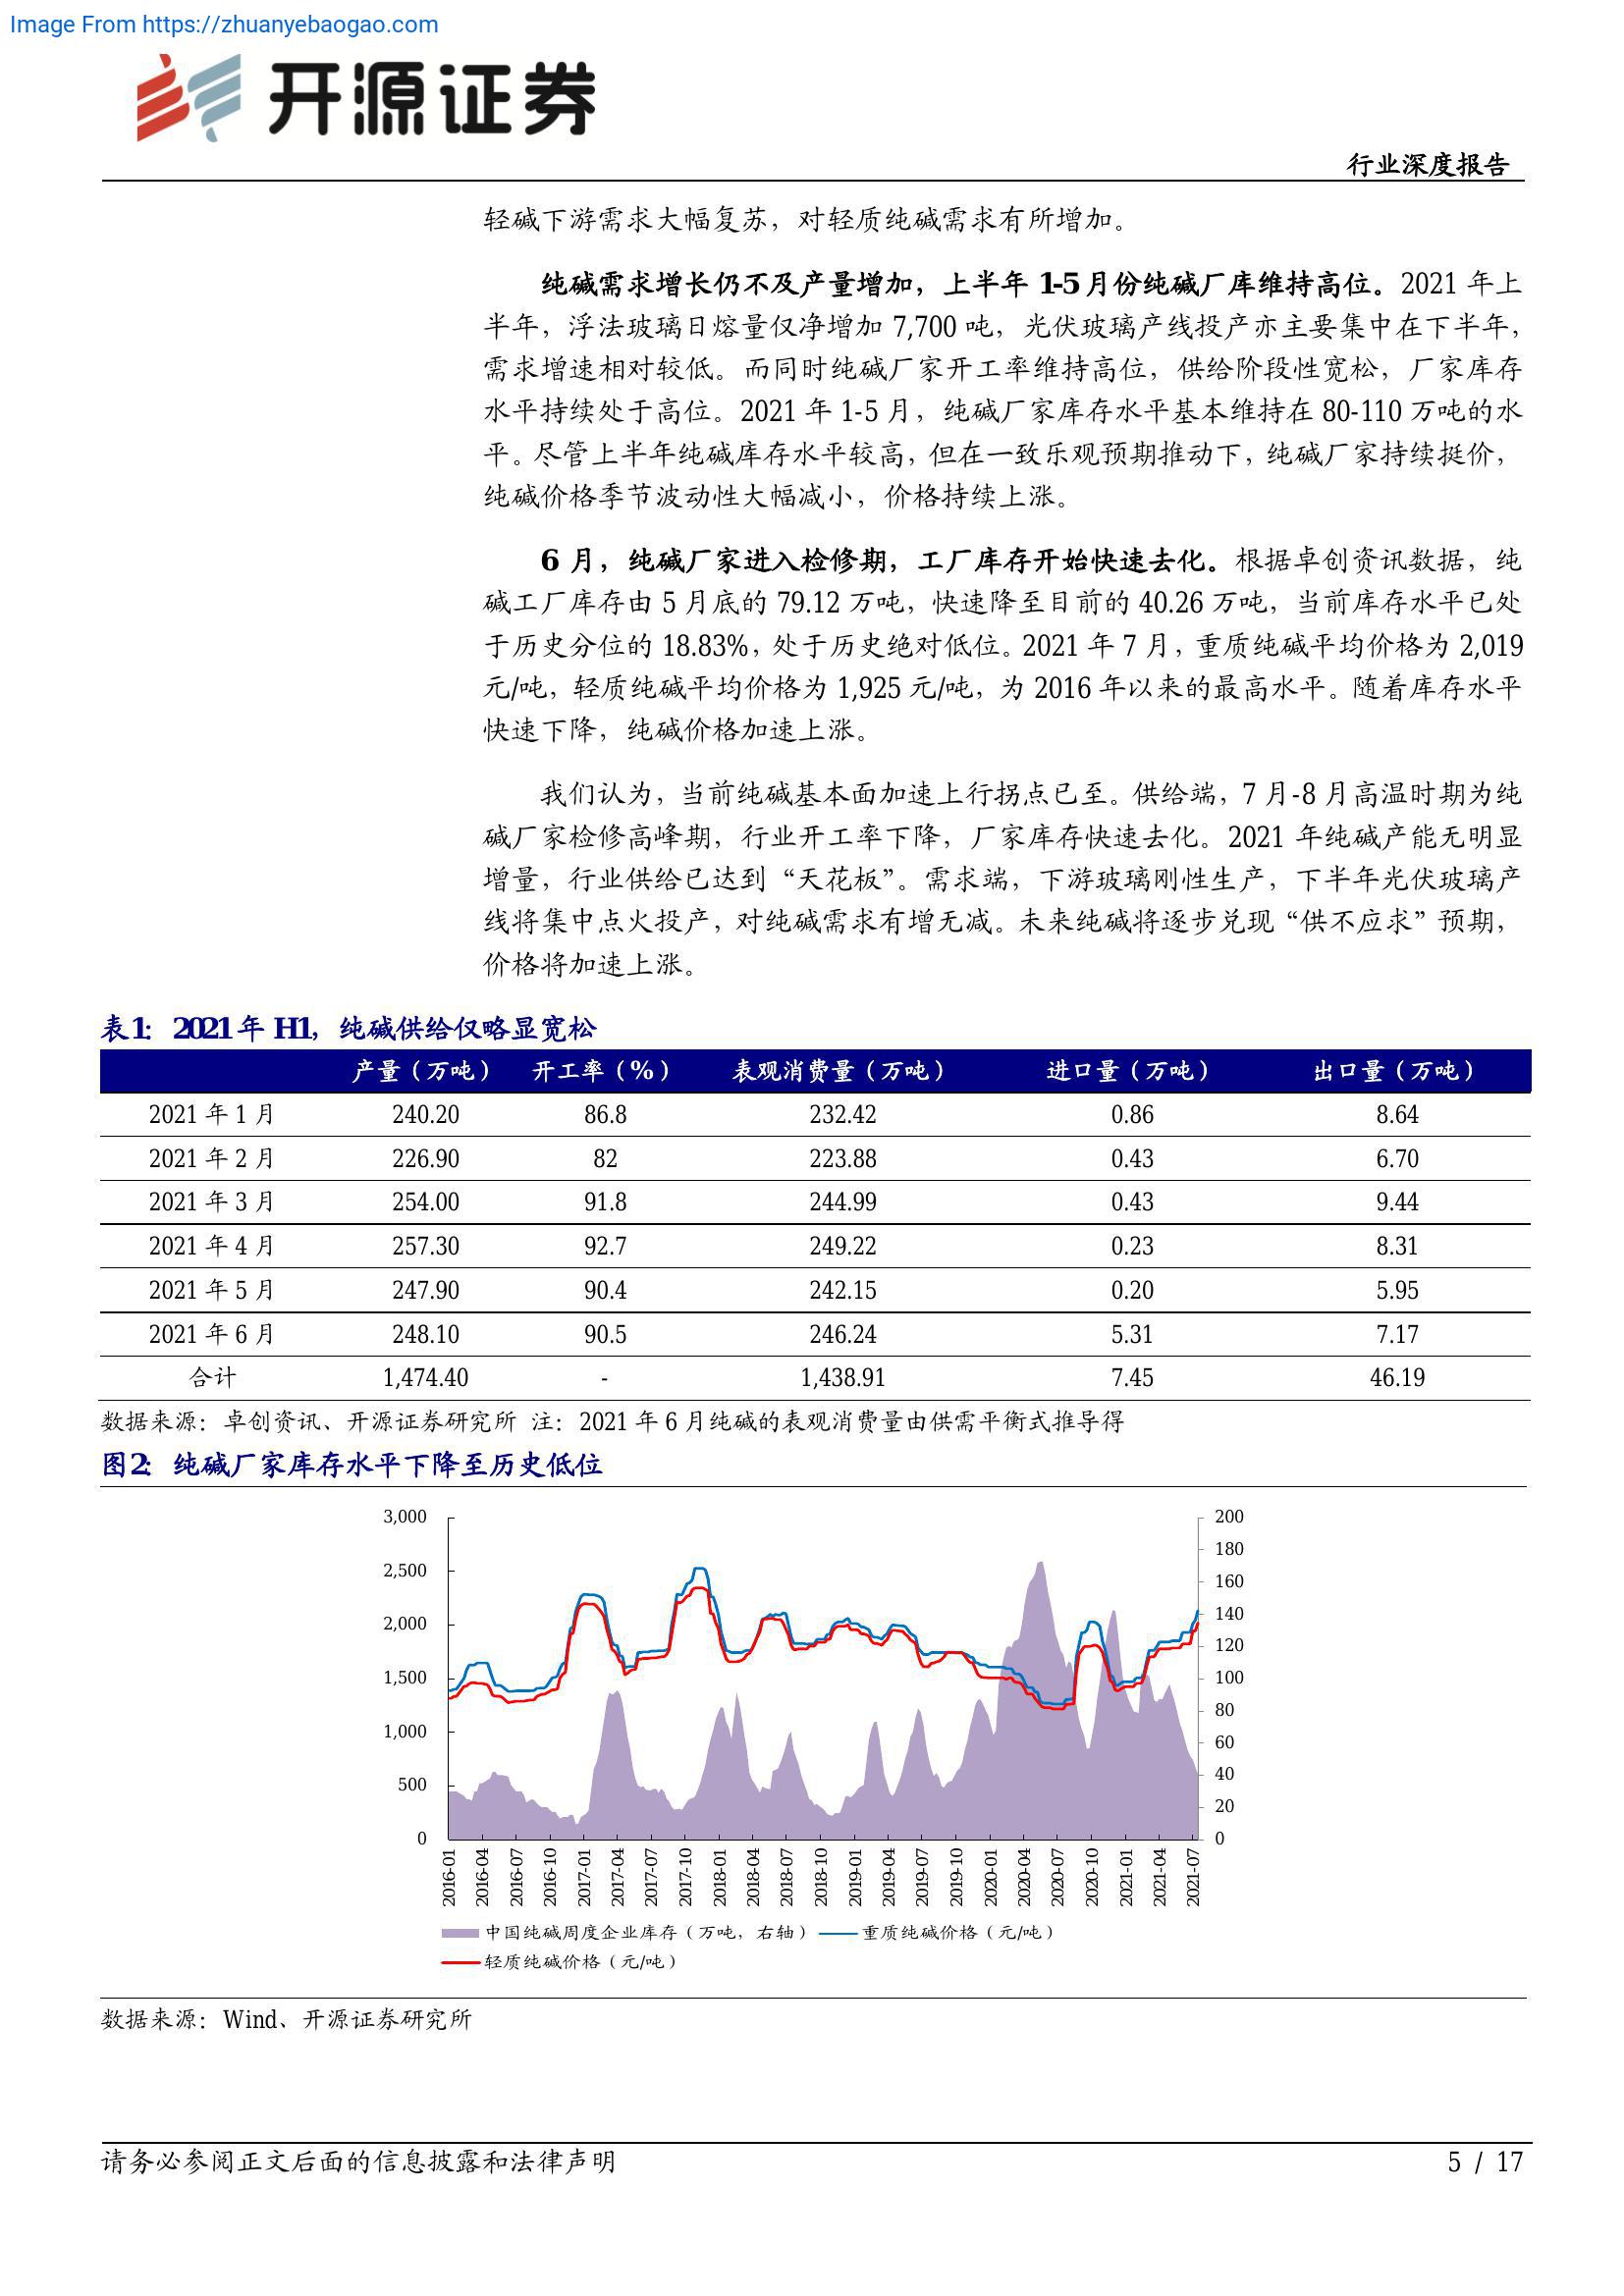 Image From https://zhuanyebaogao.com
开源证券
行业深度报告
轻碱下游需求大幅复苏，对轻质纯碱需求有所增加。
纯碱需求增长仍不及产量增加，上半年 1-5 月份纯碱厂库维持高位。2021 年上
半年，浮法玻璃日熔量仅净增加 7,700 吨，光伏玻璃产线投产亦主要集中在下半年，
需求增速相对较低。而同时纯碱厂家开工率维持高位，供给阶段性宽松，厂家库存
水平持续处于高位。2021 年 1-5 月，纯碱厂家库存水平基本维持在 80-110 万吨的水
平。尽管上半年纯碱库存水平较高，但在一致乐观预期推动下，纯碱厂家持续挺价，
纯碱价格季节波动性大幅减小，价格持续上涨。
6 月，纯碱厂家进入检修期，工厂库存开始快速去化。根据卓创资讯数据，纯
碱工厂库存由 5 月底的 79.12 万吨，快速降至目前的 40.26 万吨，当前库存水平已处
于历史分位的 18.83%，处于历史绝对低位。2021 年 7 月，重质纯碱平均价格为 2,019
元/吨，轻质纯碱平均价格为 1,925 元/吨，为 2016 年以来的最高水平。随着库存水平
快速下降，纯碱价格加速上涨。
我们认为，当前纯碱基本面加速上行拐点已至。供给端，7 月-8 月高温时期为纯
碱厂家检修高峰期，行业开工率下降，厂家库存快速去化。2021 年纯碱产能无明显
增量，行业供给已达到“天花板”。需求端，下游玻璃刚性生产，下半年光伏玻璃产
线将集中点火投产，对纯碱需求有增无减。未来纯碱将逐步兑现“供不应求”预期，
价格将加速上涨。
表1：2021 年 H1，纯碱供给仅略显宽松
产量（万吨） 开工率（%） 表观消费量（万吨） 进口量（万吨） 出口量（万吨）
2021 年 1 月 240.20 86.8 232.42 0.86 8.64
2021 年 2 月 226.90 82 223.88 0.43 6.70
2021 年 3 月 254.00 91.8 244.99 0.43 9.44
2021 年 4 月 257.30 92.7 249.22 0.23 8.31
2021 年 5 月 247.90 90.4 242.15 0.20 5.95
2021 年 6 月 248.10 90.5 246.24 5.31 7.17
合计 1,474.40 - 1,438.91 7.45 46.19
数据来源：卓创资讯、开源证券研究所 注：2021 年 6 月纯碱的表观消费量由供需平衡式推导得
图2：纯碱厂家库存水平下降至历史低位
3,000
2,500
2,000
1,500
1,000
500
0
200
180
160
140
120
100
80
60
40
20
0
2016-01
2016-04
2016-07
2016-10
2017-01
2017-04
2017-07
2017-10
2018-01
2018-04
2018-07
2018-10
2019-01
2019-04
2019-07
2019-10
2020-01
2020-04
2020-07
2020-10
2021-01
2021-04
2021-07
中国纯碱周度企业库存（万吨，右轴） 重质纯碱价格（元/吨）
轻质纯碱价格（元/吨）
数据来源：Wind、开源证券研究所
请务必参阅正文后面的信息披露和法律声明
5 / 17